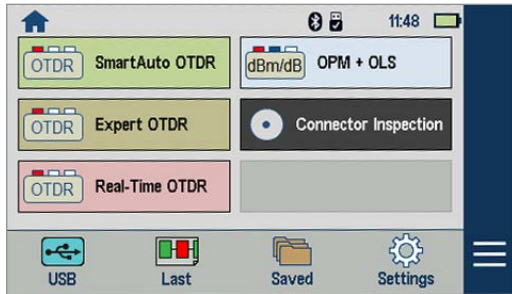 11:48
OTDR SmartAuto OTDR
dBm/dB OPM + OLS
OTDR Expert OTDR
Connector Inspection
OTDR Real-Time OTDR
USB Last Saved Settings